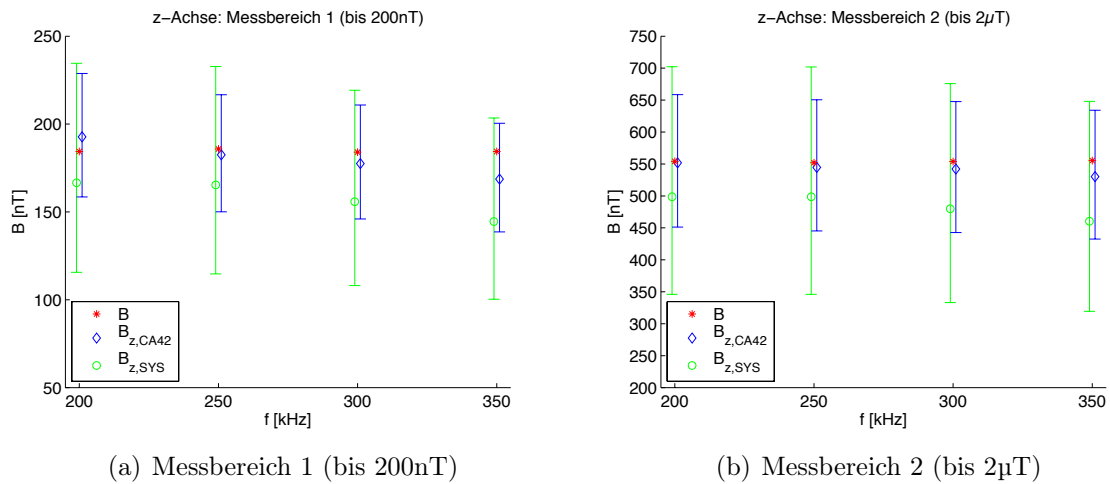 z−Achse: Messbereich 1 (bis 200nT)
250
200
150
100
50
B [nT]
B
B_z,CA42
B_z,SYS
200
250
300
350
f [kHz]
(a) Messbereich 1 (bis 200nT)
z−Achse: Messbereich 2 (bis 2µT)
750
700
650
600
550
500
450
400
350
300
250
200
B [nT]
B
B_z,CA42
B_z,SYS
200
250
300
350
f [kHz]
(b) Messbereich 2 (bis 2µT)